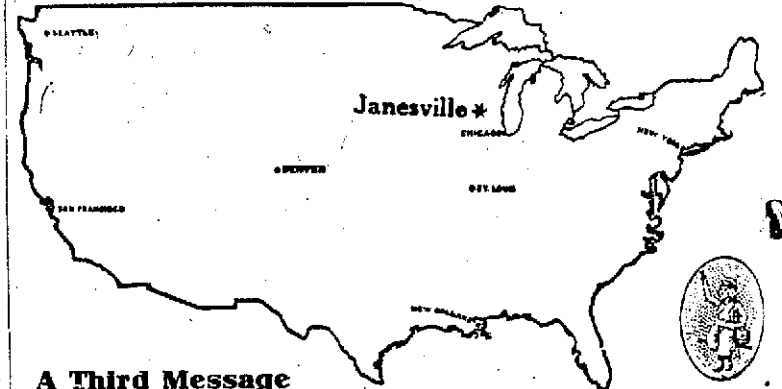 SEATTLE
Janesville
CHICAGO
NEW YORK
DENVER
ST. LOUIS
SAN FRANCISCO
NEW ORLEANS
A Third Message